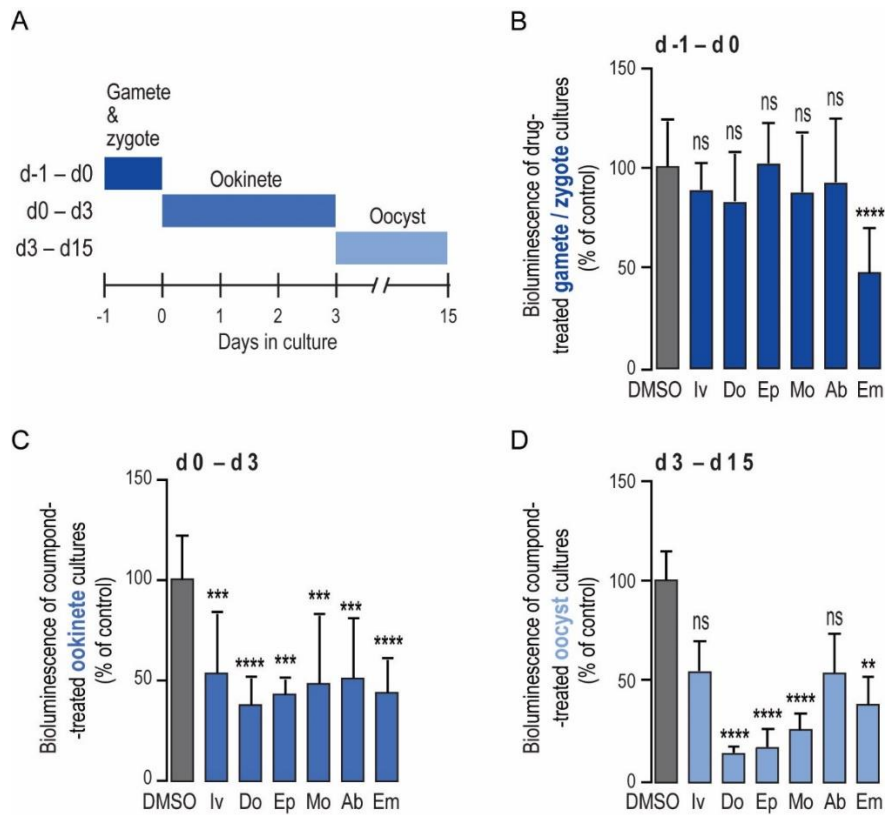 A
Gamete
&
zygote
d-1 – d0
Ookinete
d0 – d3
Oocyst
d3 – d15
-1 0 1 2 3 15
Days in culture
B
d -1 – d0
Bioluminescence of drug-
treated gamete / zygote cultures
(% of control)
150
100
50
0
ns ns ns ns ns ****
DMSO Iv Do Ep Mo Ab Em
C
d 0 – d 3
Bioluminescence of coumpond-
-treated ookinete cultures
(% of control)
150
100
50
0
*** **** *** *** *** ****
DMSO Iv Do Ep Mo Ab Em
D
d 3 – d 1 5
Bioluminescence of compound-
-treated oocyst cultures
(% of control)
150
100
50
0
ns **** **** **** ns **
DMSO Iv Do Ep Mo Ab Em